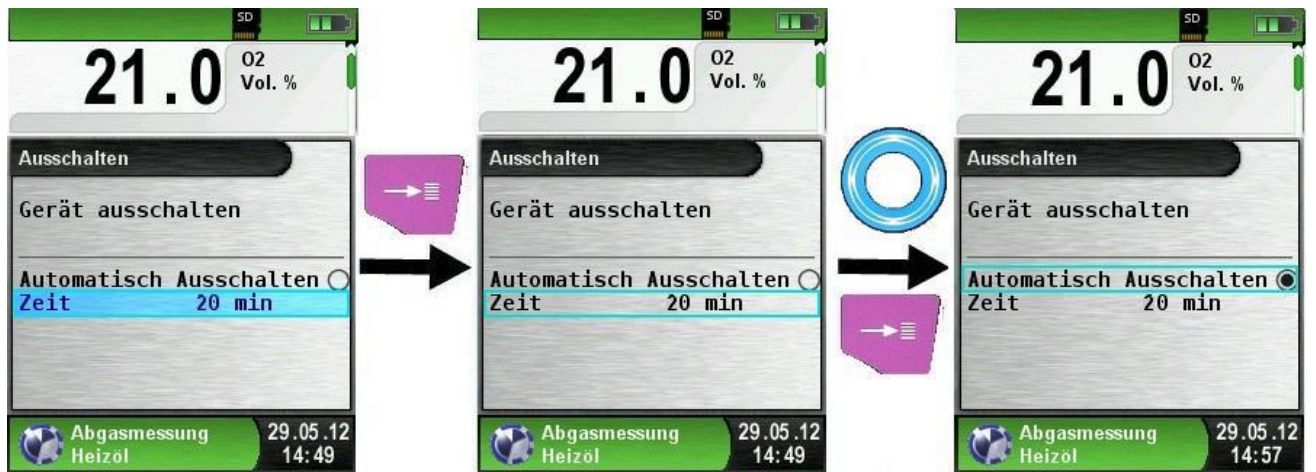 SD
21.0 O2
Vol. %
Ausschalten
Gerät ausschalten
Automatisch Ausschalten
Zeit 20 min
Abgasmessung 29.05.12
Heizöl 14:49
SD
21.0 O2
Vol. %
Ausschalten
Gerät ausschalten
Automatisch Ausschalten
Zeit 20 min
Abgasmessung 29.05.12
Heizöl 14:49
SD
21.0 O2
Vol. %
Ausschalten
Gerät ausschalten
Automatisch Ausschalten
Zeit 20 min
Abgasmessung 29.05.12
Heizöl 14:57